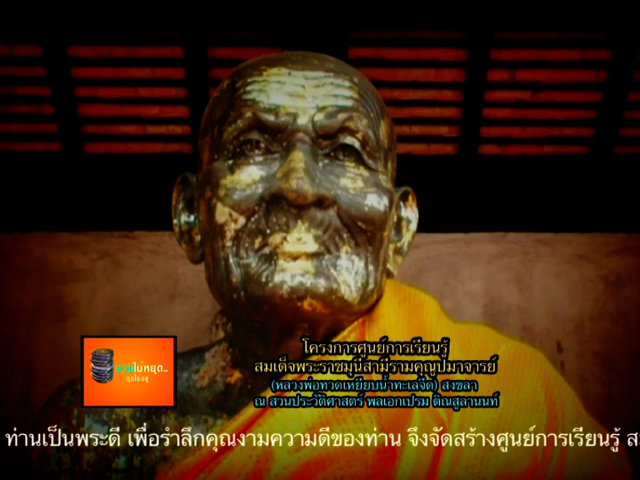 โครงการศูนย์การเรียนรู้
สมเด็จพระราชมุนีสามีรามคุณูปมาจารย์
(หลวงพ่อทวดเหยียบน้ำทะเลจืด) สงขลา
ณ สวนประวัติศาสตร์ พลเอกเปรม ติณสูลานนท์
ท่านเป็นพระดี เพื่อรำลึกคุณงามความดีของท่าน จึงจัดสร้างศูนย์การเรียนรู้